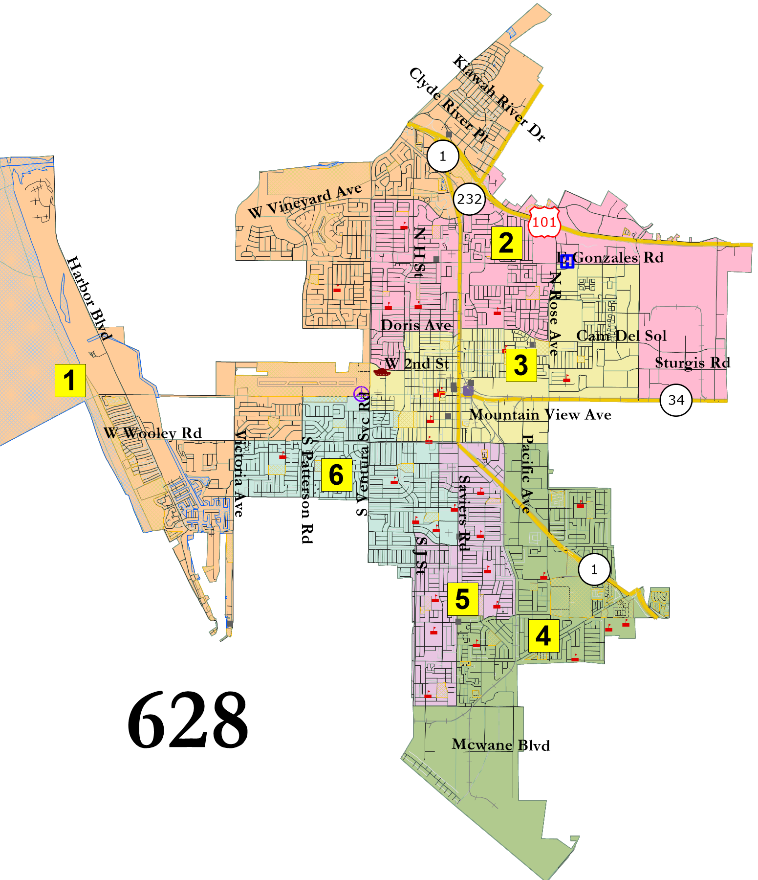 Kiawah River Dr
Clyde River Pl
1
232
W Vineyard Ave
101
2
N H St
Gonzales Rd
Harbor Blvd
N Rose Ave
Doris Ave
Cam Del Sol
W 2nd St
3
Sturgis Rd
1
34
Mountain View Ave
W Wooley Rd
Victoria Ave
S Patterson Rd
6
S Ventura Rd
Pacific Ave
Saviers Rd
S J St
1
5
4
628
Mcwane Blvd